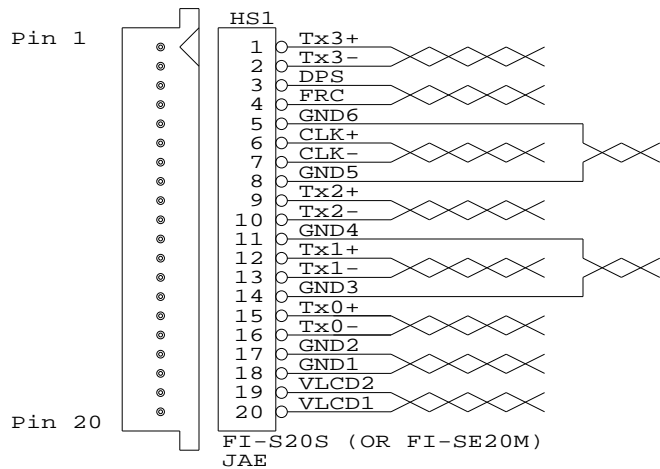 HS1
Pin 1
1 Tx3+
2 Tx3-
3 DPS
4 FRC
5 GND6
6 CLK+
7 CLK-
8 GND5
9 Tx2+
10 Tx2-
11 GND4
12 Tx1+
13 Tx1-
14 GND3
15 Tx0+
16 Tx0-
17 GND2
18 GND1
19 VLCD2
20 VLCD1
Pin 20
FI-S20S (OR FI-SE20M)
JAE